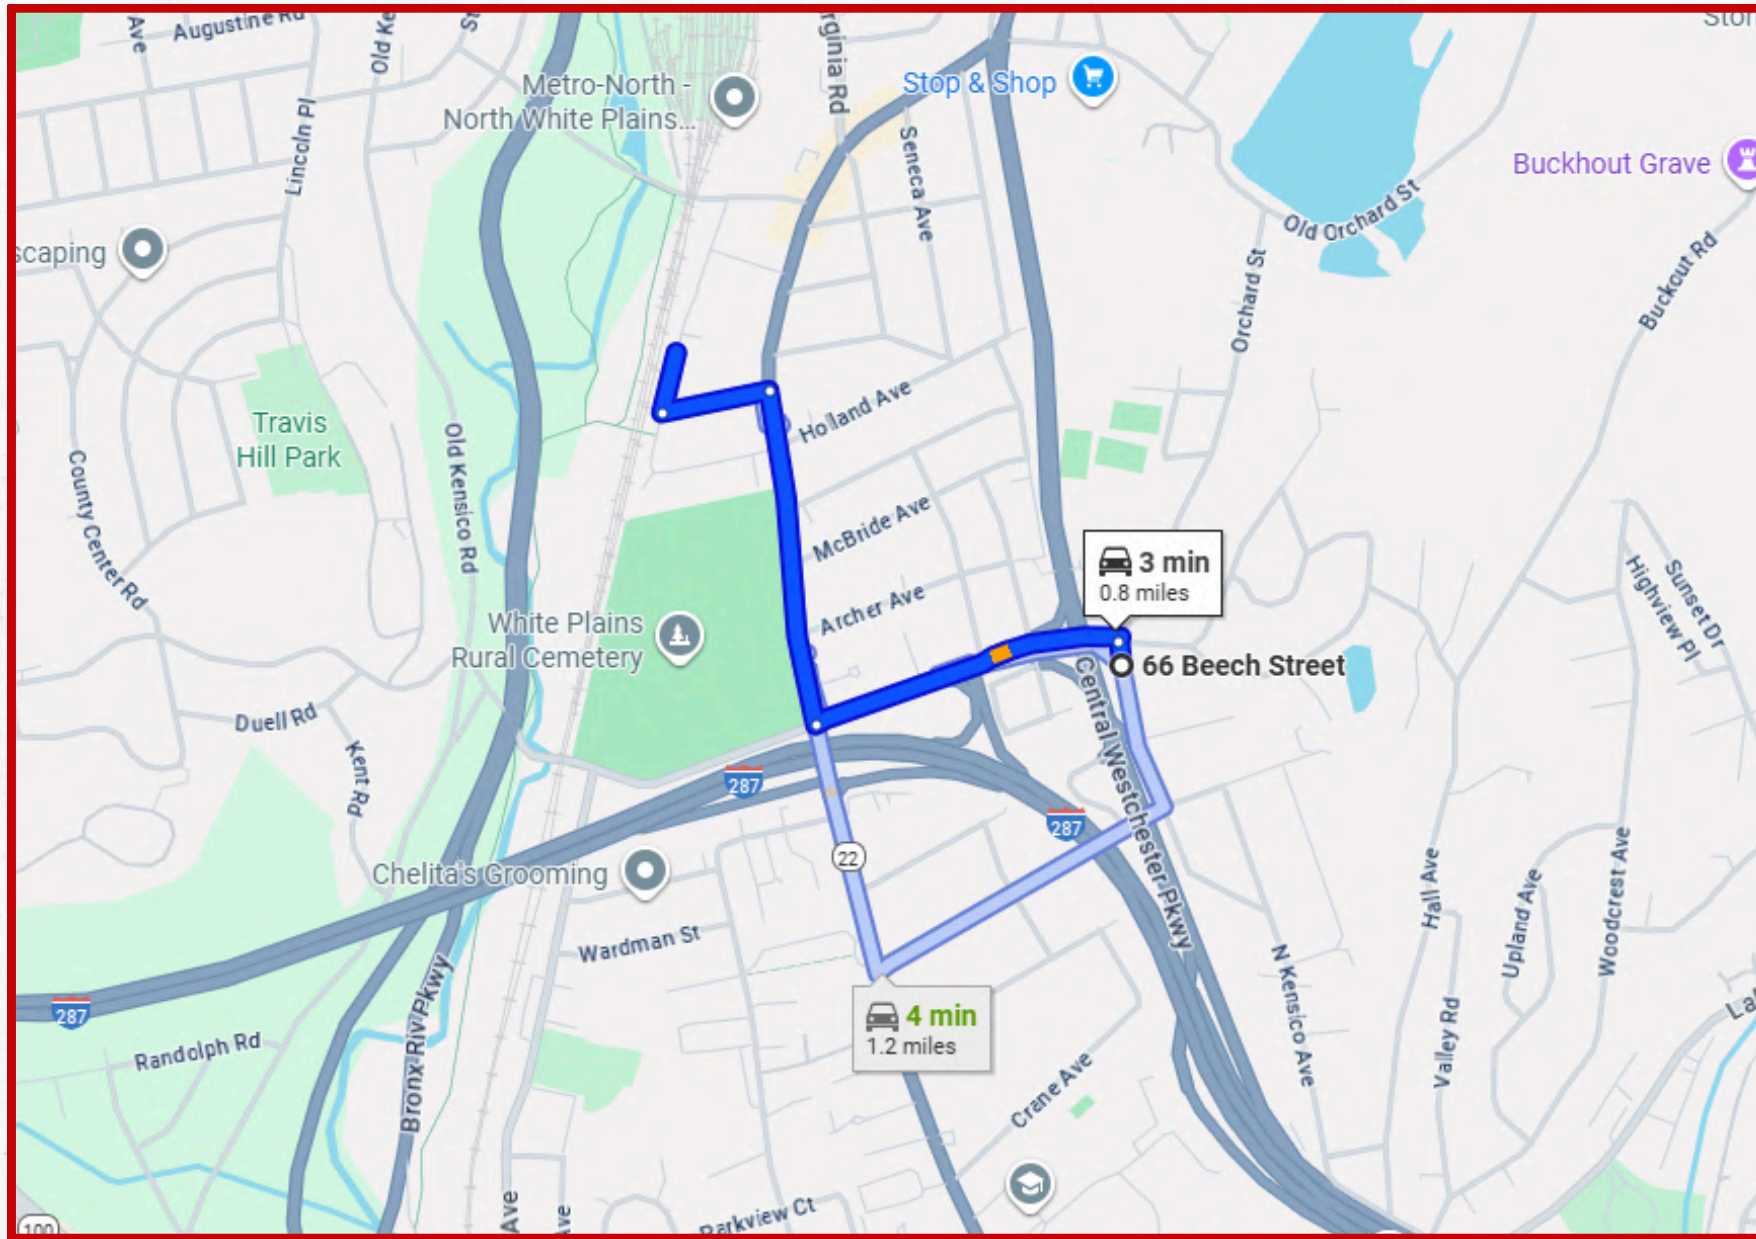 Augustine Rd
Ave
Old Ke
St
Lincoln Pl
Metro-North -
North White Plains...
rginia Rd
Stop & Shop
Stor
Seneca Ave
Buckhout Grave
Old Orchard St
scaping
Orchard St
Buckout Rd
Travis
Hill Park
Holland Ave
Old Kensico Rd
County Center Rd
McBride Ave
3 min
0.8 miles
Archer Ave
White Plains
Rural Cemetery
66 Beech Street
Sunset Dr
Highview Pl
Duell Rd
Kent Rd
Central Westchester Pkwy
287
287
22
Chelita's Grooming
Wardman St
Hall Ave
Upland Ave
Woodcrest Ave
N Kensico Ave
287
Bronx Riv Pkwy
4 min
1.2 miles
Randolph Rd
Valley Rd
La
Crane Ave
Parkview Ct
Ave
ve
100